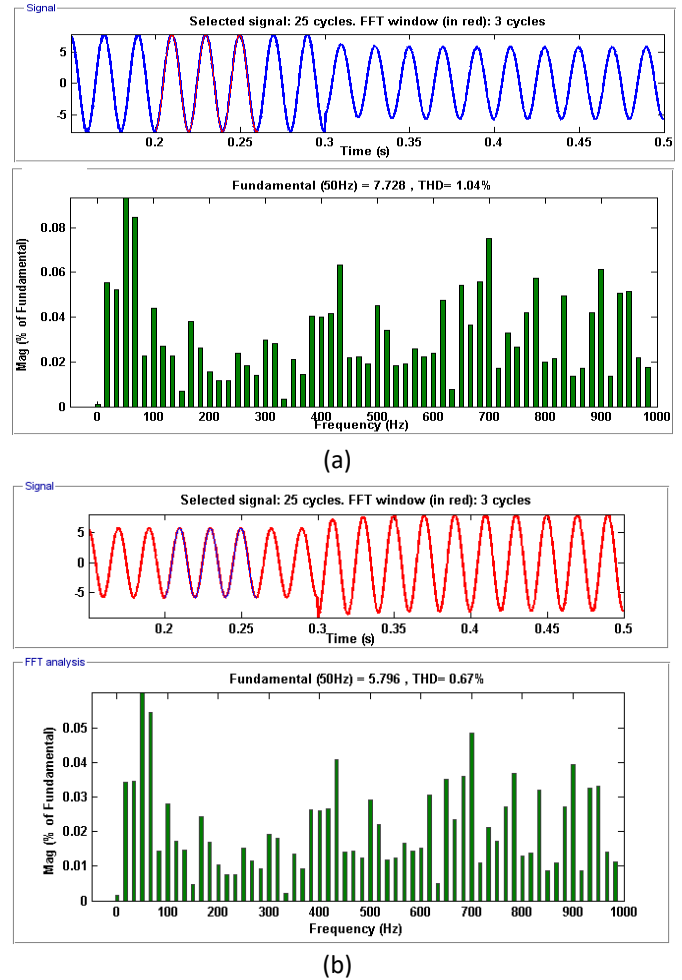 Signal
Selected signal: 25 cycles. FFT window (in red): 3 cycles
5
0
-5
0.2 0.25 0.3 0.35 0.4 0.45 0.5
Time (s)
Fundamental (50Hz) = 7.728 , THD= 1.04%
Mag (% of Fundamental)
0.08
0.06
0.04
0.02
0
0 100 200 300 400 500 600 700 800 900 1000
Frequency (Hz)
(a)
Signal
Selected signal: 25 cycles. FFT window (in red): 3 cycles
5
0
-5
0.2 0.25 0.3 0.35 0.4 0.45 0.5
Time (s)
FFT analysis
Fundamental (50Hz) = 5.796 , THD= 0.67%
Mag (% of Fundamental)
0.05
0.04
0.03
0.02
0.01
0
0 100 200 300 400 500 600 700 800 900 1000
Frequency (Hz)
(b)